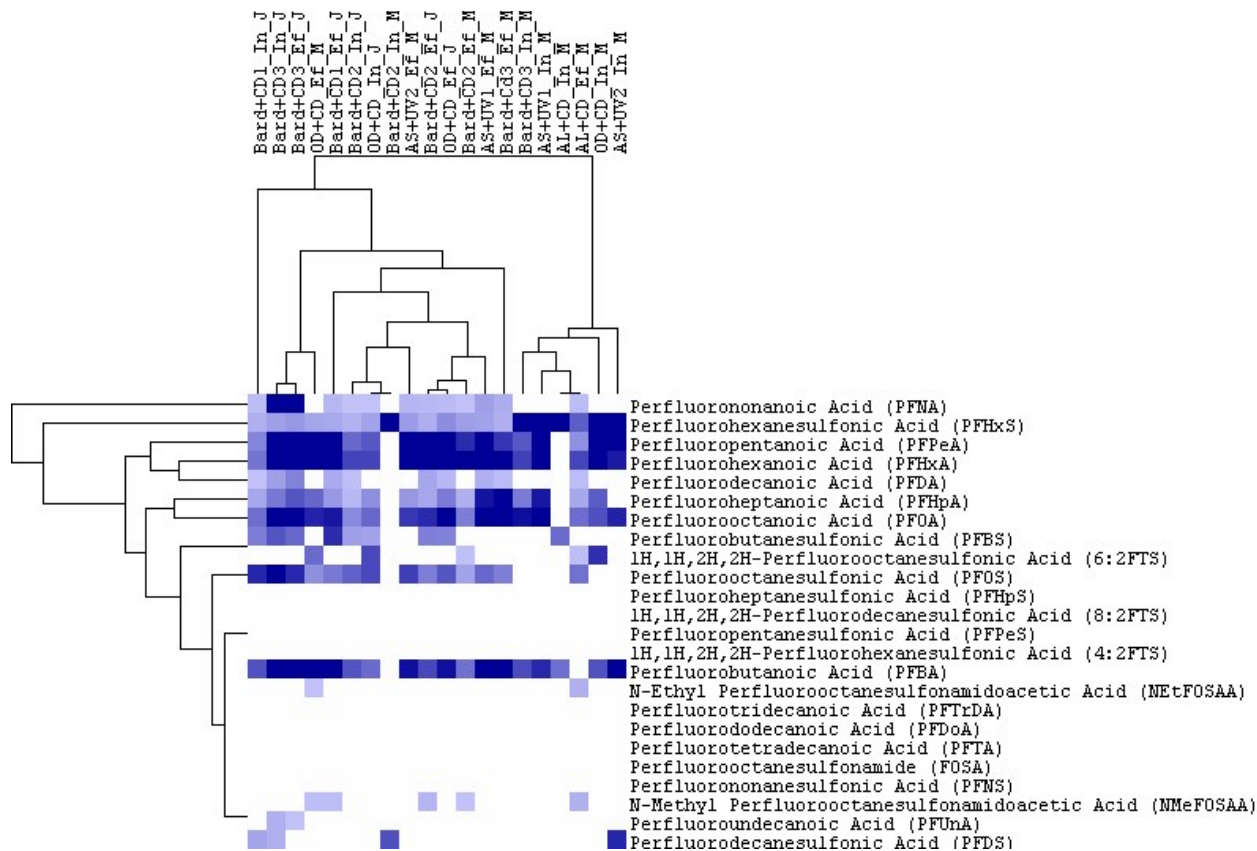 Bard+CD1_In_J
Bard+CD3_In_J
Bard+CD3_Ef_J
OD+CD_Ef_M
Bard+CD1_Ef_J
Bard+CD2_In_J
OD+CD_In_J
Bard+CD2_In_M
AS+UV2_Ef_M
Bard+CD2_Ef_J
OD+CD_Ef_J
Bard+CD2_Ef_M
AS+UV1_Ef_M
Bard+Cd3_Ef_M
Bard+CD3_In_M
AS+UV1_In_M
AL+CD_In_M
AL+CD_Ef_M
OD+CD_In_M
AS+UV2_In_M
Perfluorononanoic Acid (PFNA)
Perfluorohexanesulfonic Acid (PFHxS)
Perfluoropentanoic Acid (PFPeA)
Perfluorohexanoic Acid (PFHxA)
Perfluorodecanoic Acid (PFDA)
Perfluoroheptanoic Acid (PFHpA)
Perfluorooctanoic Acid (PFOA)
Perfluorobutanesulfonic Acid (PFBS)
1H,1H,2H,2H-Perfluorooctanesulfonic Acid (6:2FTS)
Perfluorooctanesulfonic Acid (PFOS)
Perfluoroheptanesulfonic Acid (PFHpS)
1H,1H,2H,2H-Perfluorodecanesulfonic Acid (8:2FTS)
Perfluoropentanesulfonic Acid (PFPeS)
1H,1H,2H,2H-Perfluorohexanesulfonic Acid (4:2FTS)
Perfluorobutanoic Acid (PFBA)
N-Ethyl Perfluorooctanesulfonamidoacetic Acid (NEtFOSAA)
Perfluorotridecanoic Acid (PFTrDA)
Perfluorododecanoic Acid (PFDoA)
Perfluorotetradecanoic Acid (PFTA)
Perfluorooctanesulfonamide (FOSA)
Perfluorononanesulfonic Acid (PFNS)
N-Methyl Perfluorooctanesulfonamidoacetic Acid (NMeFOSAA)
Perfluoroundecanoic Acid (PFUnA)
Perfluorodecanesulfonic Acid (PFDS)